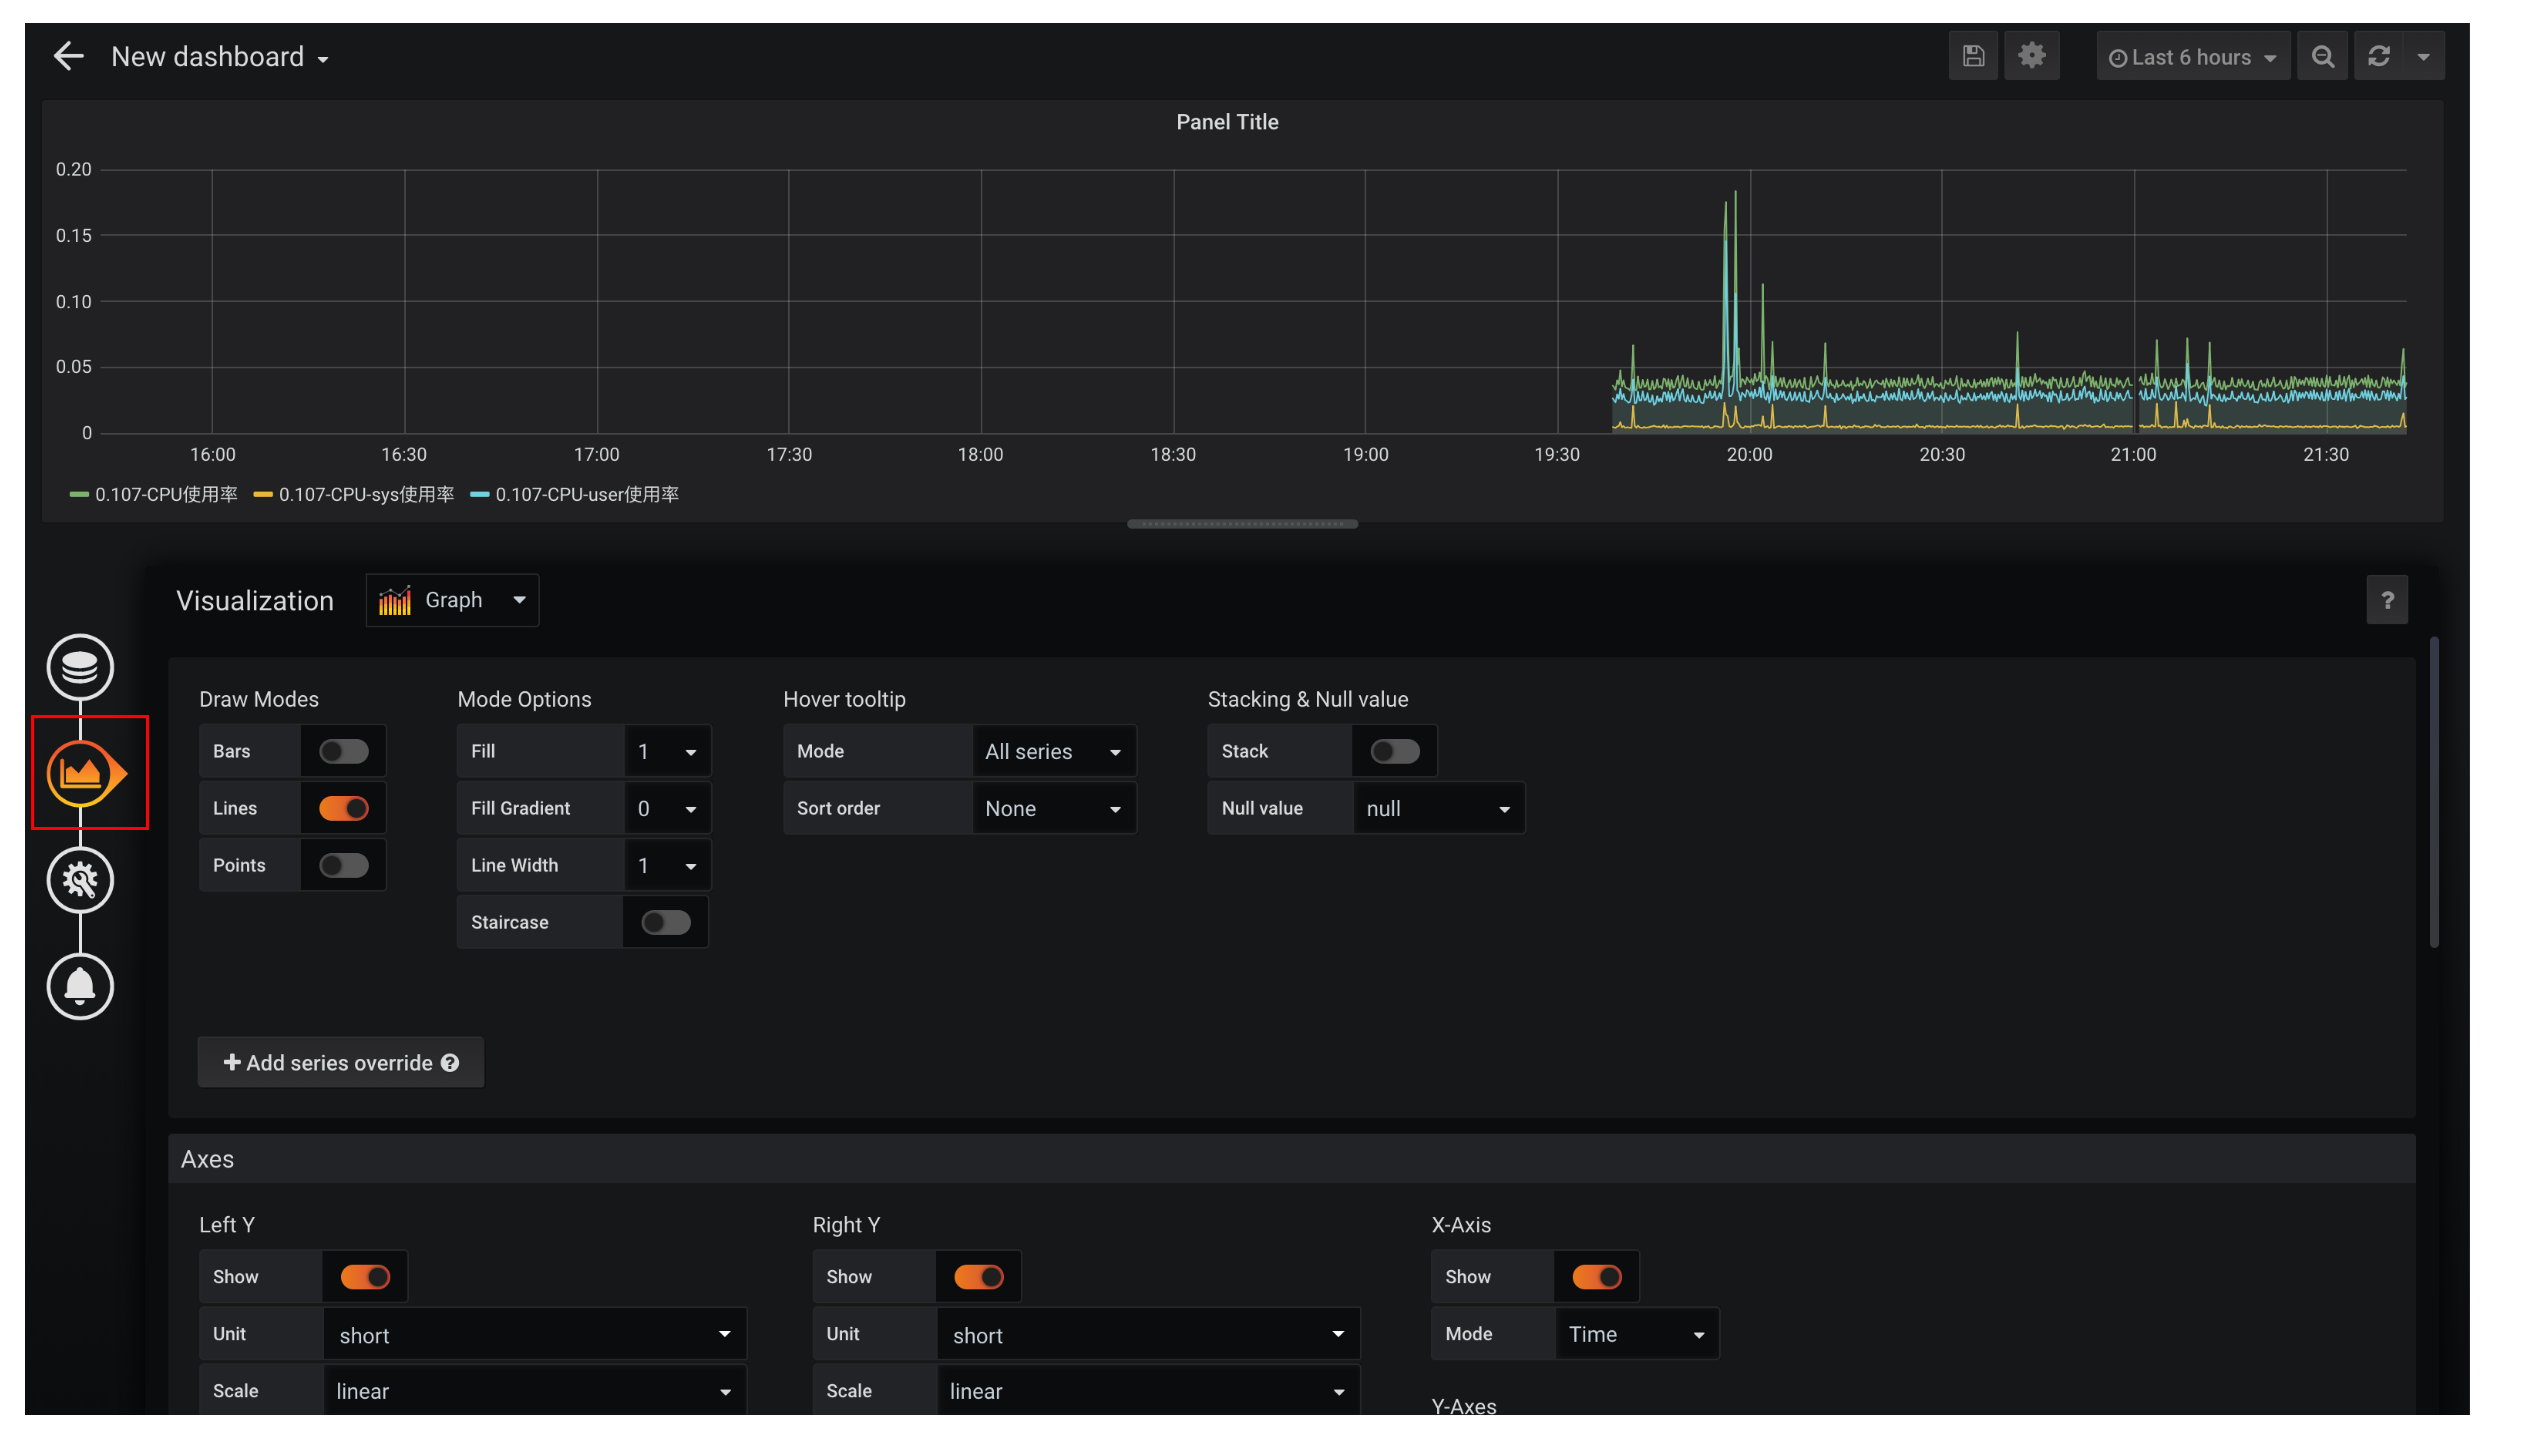 New dashboard
Last 6 hours
Panel Title
0.20
0.15
0.10
0.05
0
16:00 16:30 17:00 17:30 18:00 18:30 19:00 19:30 20:00 20:30 21:00 21:30
0.107-CPU使用率 0.107-CPU-sys使用率 0.107-CPU-user使用率
Visualization Graph ?
Draw Modes Mode Options Hover tooltip Stacking & Null value
Bars Fill 1 Mode All series Stack
Lines Fill Gradient 0 Sort order None Null value null
Points Line Width 1
Staircase
+ Add series override ?
Axes
Left Y Right Y X-Axis
Show Show Show
Unit short Unit short Mode Time
Scale linear Scale linear
Y-Axes